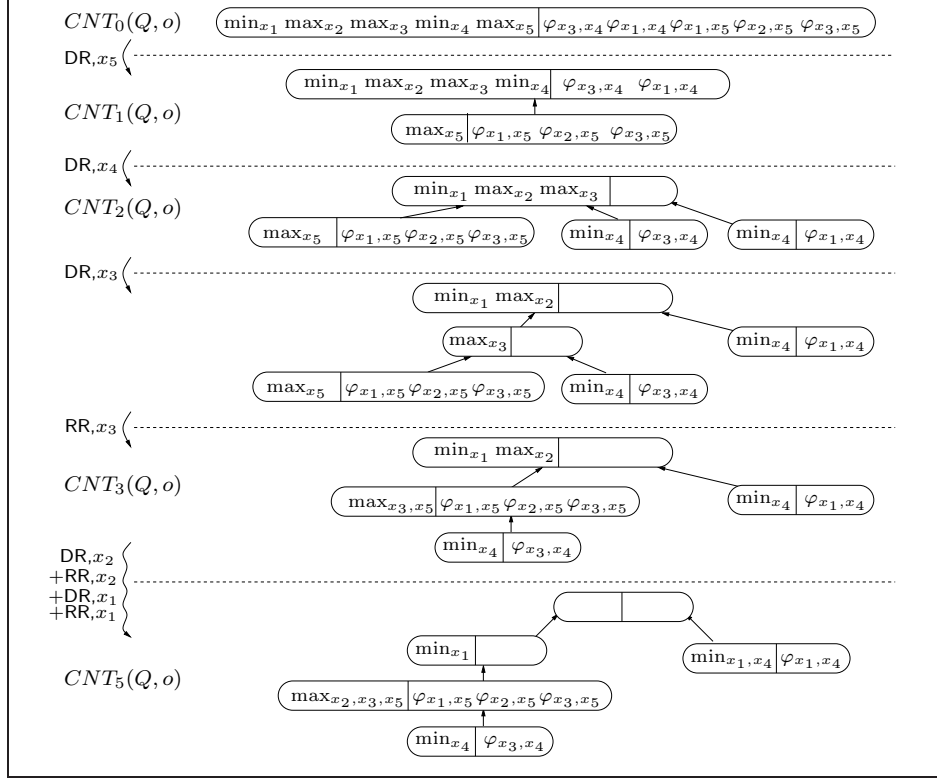 CNT₀(Q, o) min_{x₁} max_{x₂} max_{x₃} min_{x₄} max_{x₅} | φ_{x₃,x₄} φ_{x₁,x₄} φ_{x₁,x₅} φ_{x₂,x₅} φ_{x₃,x₅}
DR,x₅
min_{x₁} max_{x₂} max_{x₃} min_{x₄} | φ_{x₃,x₄} φ_{x₁,x₄}
CNT₁(Q, o)
max_{x₅} | φ_{x₁,x₅} φ_{x₂,x₅} φ_{x₃,x₅}
DR,x₄
min_{x₁} max_{x₂} max_{x₃} |
CNT₂(Q, o)
max_{x₅} | φ_{x₁,x₅} φ_{x₂,x₅} φ_{x₃,x₅} min_{x₄} | φ_{x₃,x₄} min_{x₄} | φ_{x₁,x₄}
DR,x₃
min_{x₁} max_{x₂} |
max_{x₃} | min_{x₄} | φ_{x₁,x₄}
max_{x₅} | φ_{x₁,x₅} φ_{x₂,x₅} φ_{x₃,x₅} min_{x₄} | φ_{x₃,x₄}
RR,x₃
min_{x₁} max_{x₂} |
CNT₃(Q, o)
max_{x₃,x₅} | φ_{x₁,x₅} φ_{x₂,x₅} φ_{x₃,x₅} min_{x₄} | φ_{x₁,x₄}
min_{x₄} | φ_{x₃,x₄}
DR,x₂
+RR,x₂
+DR,x₁
+RR,x₁
min_{x₁} | min_{x₁,x₄} | φ_{x₁,x₄}
CNT₅(Q, o)
max_{x₂,x₃,x₅} | φ_{x₁,x₅} φ_{x₂,x₅} φ_{x₃,x₅}
min_{x₄} | φ_{x₃,x₄}